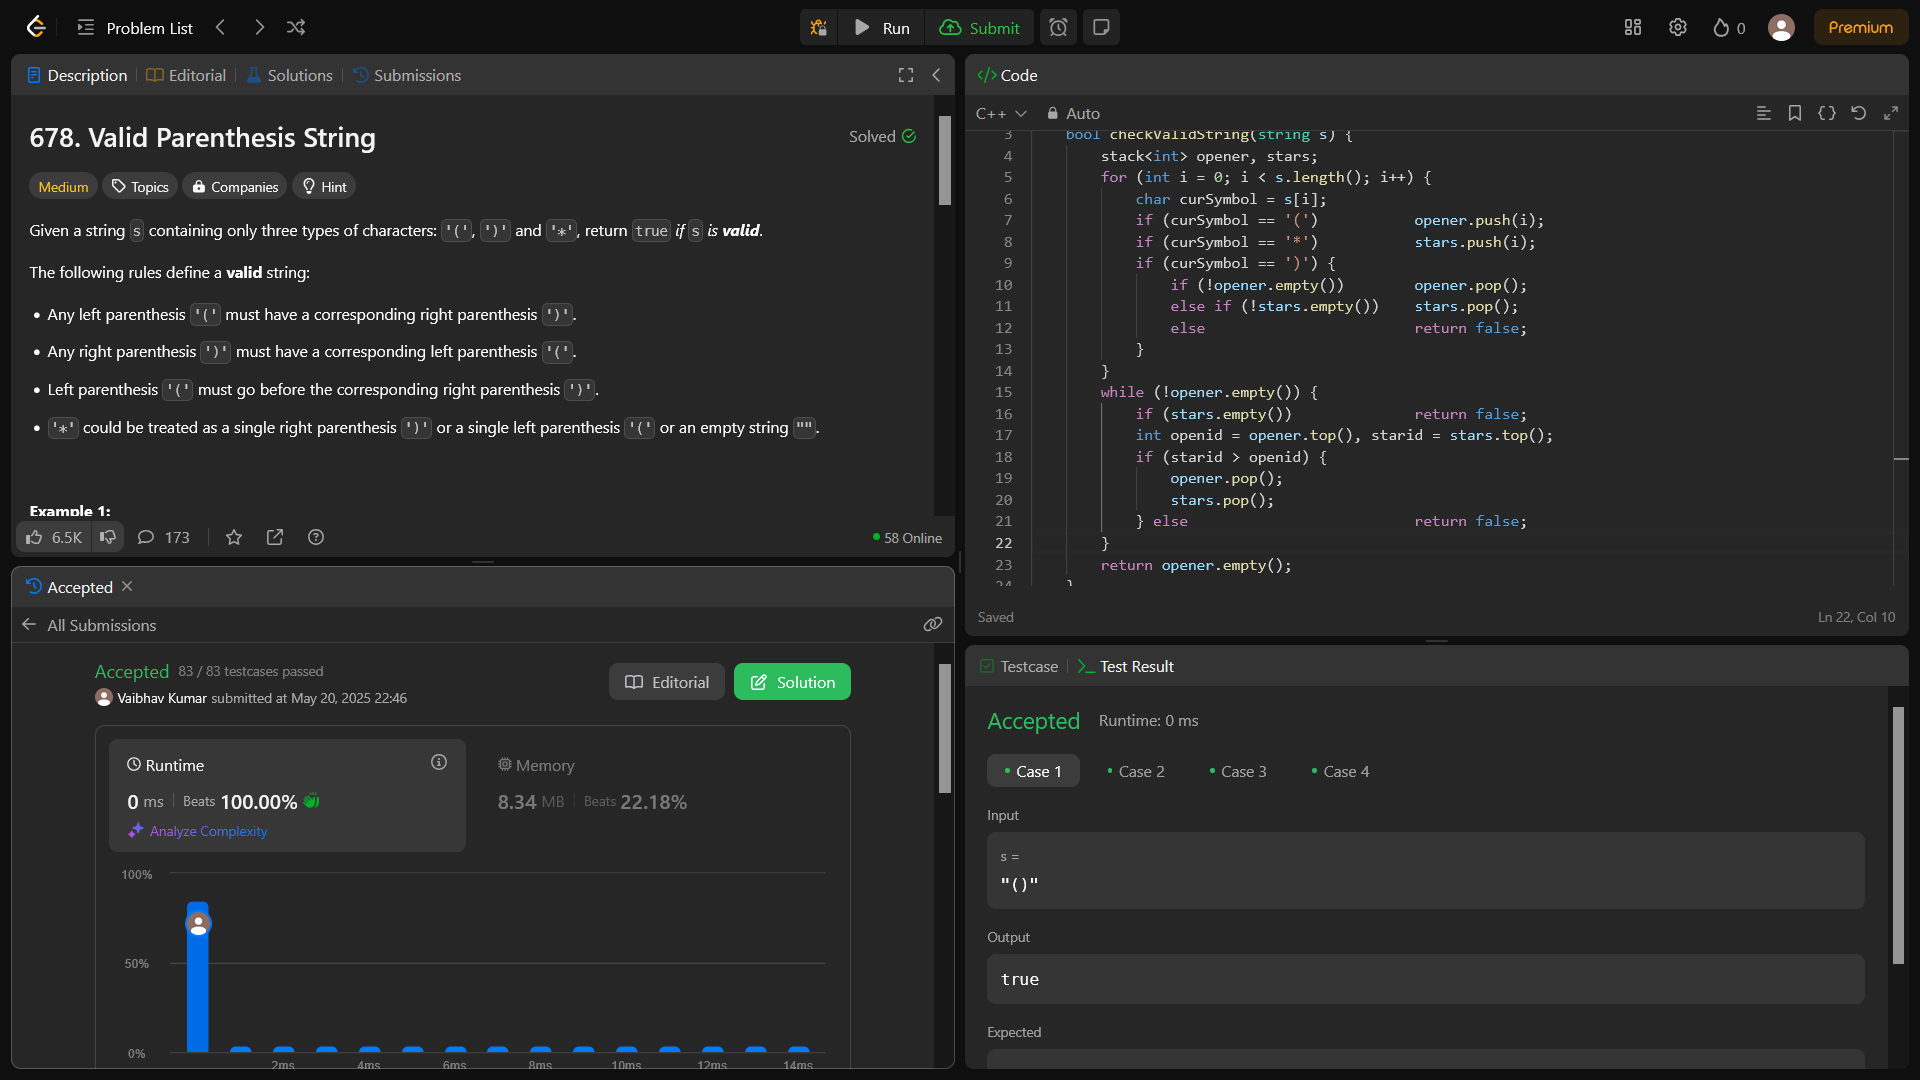 Problem List
Run
Submit
0
Premium
Description
Editorial
Solutions
Submissions
678. Valid Parenthesis String
Solved
Medium
Topics
Companies
Hint
Given a string s containing only three types of characters: '(', ')' and '*', return true if s is valid.
The following rules define a valid string:
• Any left parenthesis '(' must have a corresponding right parenthesis ')'.
• Any right parenthesis ')' must have a corresponding left parenthesis '('.
• Left parenthesis '(' must go before the corresponding right parenthesis ')'.
• '*' could be treated as a single right parenthesis ')' or a single left parenthesis '(' or an empty string "".
Example 1:
6.5K
173
58 Online
Accepted
All Submissions
Accepted 83 / 83 testcases passed
Vaibhav Kumar submitted at May 20, 2025 22:46
Editorial
Solution
Runtime
0 ms Beats 100.00%
Analyze Complexity
Memory
8.34 MB Beats 22.18%
100%
50%
0%
2ms 4ms 6ms 8ms 10ms 12ms 14ms
</> Code
C++
Auto
3 bool checkValidString(string s) {
4 stack<int> opener, stars;
5 for (int i = 0; i < s.length(); i++) {
6 char curSymbol = s[i];
7 if (curSymbol == '(') opener.push(i);
8 if (curSymbol == '*') stars.push(i);
9 if (curSymbol == ')') {
10 if (!opener.empty()) opener.pop();
11 else if (!stars.empty()) stars.pop();
12 else return false;
13 }
14 }
15 while (!opener.empty()) {
16 if (stars.empty()) return false;
17 int openid = opener.top(), starid = stars.top();
18 if (starid > openid) {
19 opener.pop();
20 stars.pop();
21 } else return false;
22 }
23 return opener.empty();
24 }
Saved
Ln 22, Col 10
Testcase
Test Result
Accepted Runtime: 0 ms
• Case 1
• Case 2
• Case 3
• Case 4
Input
s =
"()"
Output
true
Expected